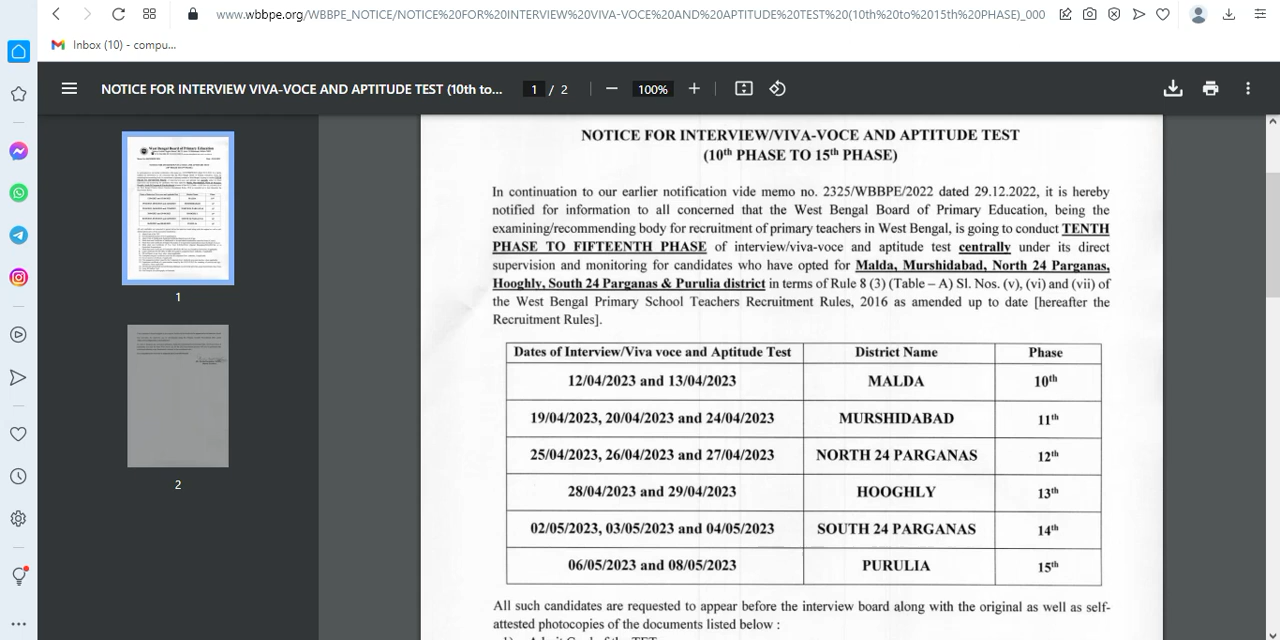 www.wbbpe.org/WBBPE_NOTICE/NOTICE%20FOR%20INTERVIEW%20VIVA-VOCE%20AND%20APTITUDE%20TEST%20(10th%20to%2015th%20PHASE)_000
Inbox (10) - compu...
NOTICE FOR INTERVIEW VIVA-VOCE AND APTITUDE TEST (10th to... 1 / 2 100%
1
2
NOTICE FOR INTERVIEW/VIVA-VOCE AND APTITUDE TEST
(10th PHASE TO 15th PHASE)
In continuation to our earlier notification vide memo no. 2325/WBBPE/2022 dated 29.12.2022, it is hereby
notified for information to all concerned that the West Bengal Board of Primary Education, being the
examining/recommending body for recruitment of primary teachers in West Bengal, is going to conduct TENTH
PHASE TO FIFTEENTH PHASE of interview/viva-voce and aptitude test centrally under its direct
supervision and monitoring for candidates who have opted for Malda, Murshidabad, North 24 Parganas,
Hooghly, South 24 Parganas & Purulia district in terms of Rule 8 (3) (Table – A) Sl. Nos. (v), (vi) and (vii) of
the West Bengal Primary School Teachers Recruitment Rules, 2016 as amended up to date [hereafter the
Recruitment Rules].
Dates of Interview/Viva voce and Aptitude Test District Name Phase
12/04/2023 and 13/04/2023 MALDA 10th
19/04/2023, 20/04/2023 and 24/04/2023 MURSHIDABAD 11th
25/04/2023, 26/04/2023 and 27/04/2023 NORTH 24 PARGANAS 12th
28/04/2023 and 29/04/2023 HOOGHLY 13th
02/05/2023, 03/05/2023 and 04/05/2023 SOUTH 24 PARGANAS 14th
06/05/2023 and 08/05/2023 PURULIA 15th
All such candidates are requested to appear before the interview board along with the original as well as self-
attested photocopies of the documents listed below :